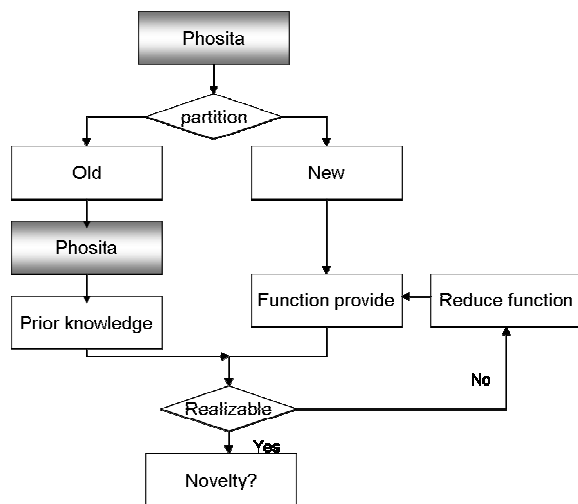 Phosita
partition
Old
New
Phosita
Function provide
Reduce function
Prior knowledge
No
Realizable
Yes
Novelty?